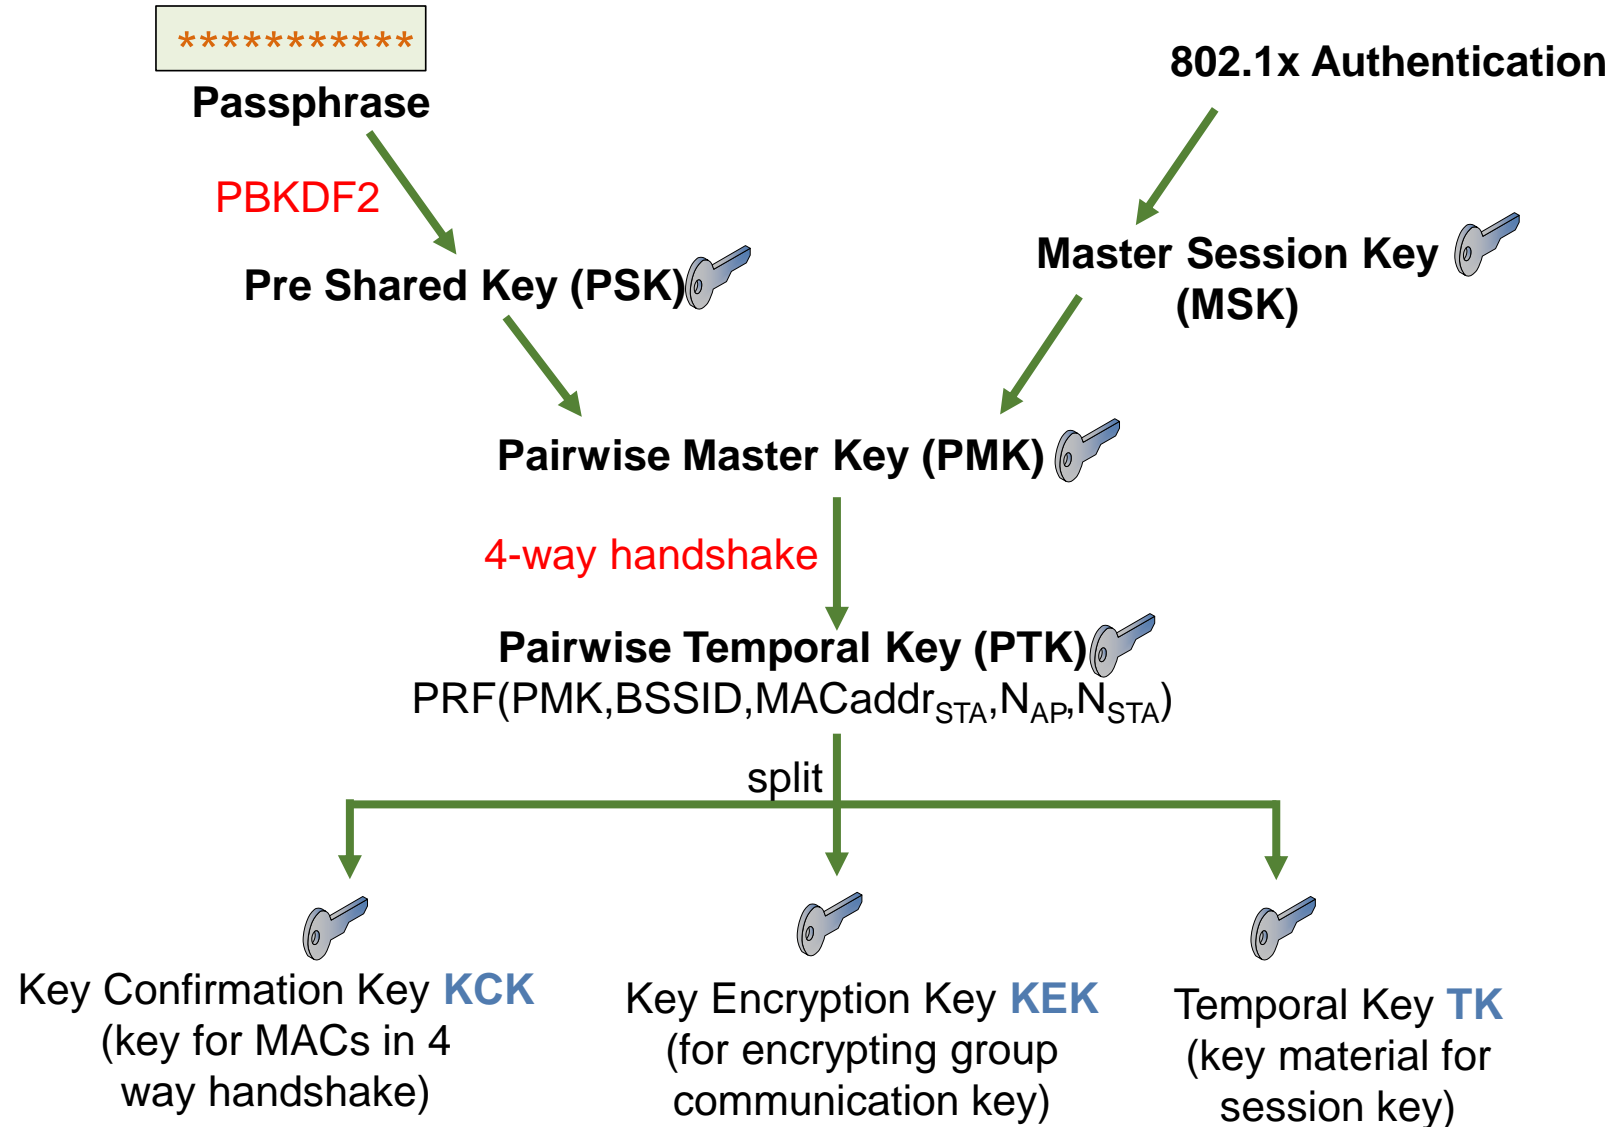 ***********
Passphrase
802.1x Authentication
PBKDF2
Pre Shared Key (PSK)
Master Session Key
(MSK)
Pairwise Master Key (PMK)
4-way handshake
Pairwise Temporal Key (PTK)
PRF(PMK,BSSID,MACaddrSTA,NAP,NSTA)
split
Key Confirmation Key KCK
(key for MACs in 4
way handshake)
Key Encryption Key KEK
(for encrypting group
communication key)
Temporal Key TK
(key material for
session key)